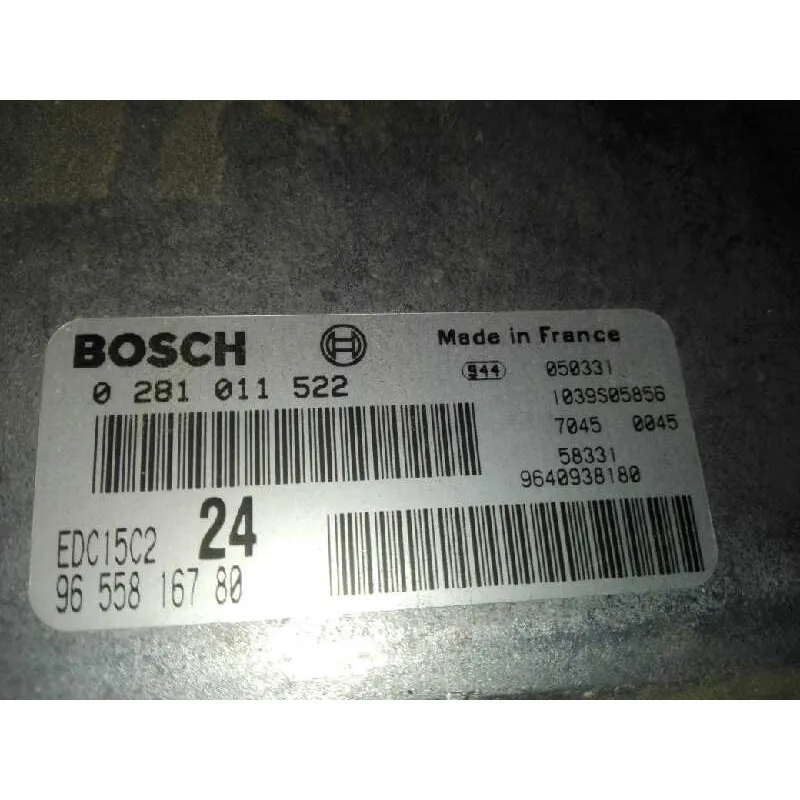 BOSCH
0 281 011 522
Made in France
944 050331
1039S05856
7045 0045
58331
9640938180
EDC15C2 24
96 558 167 80